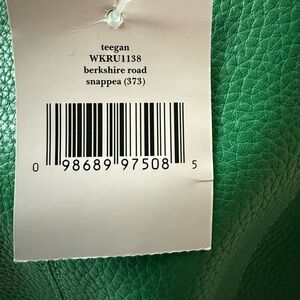 teegan
WKRU1138
berkshire road
snappea (373)
0 98689 97508 5